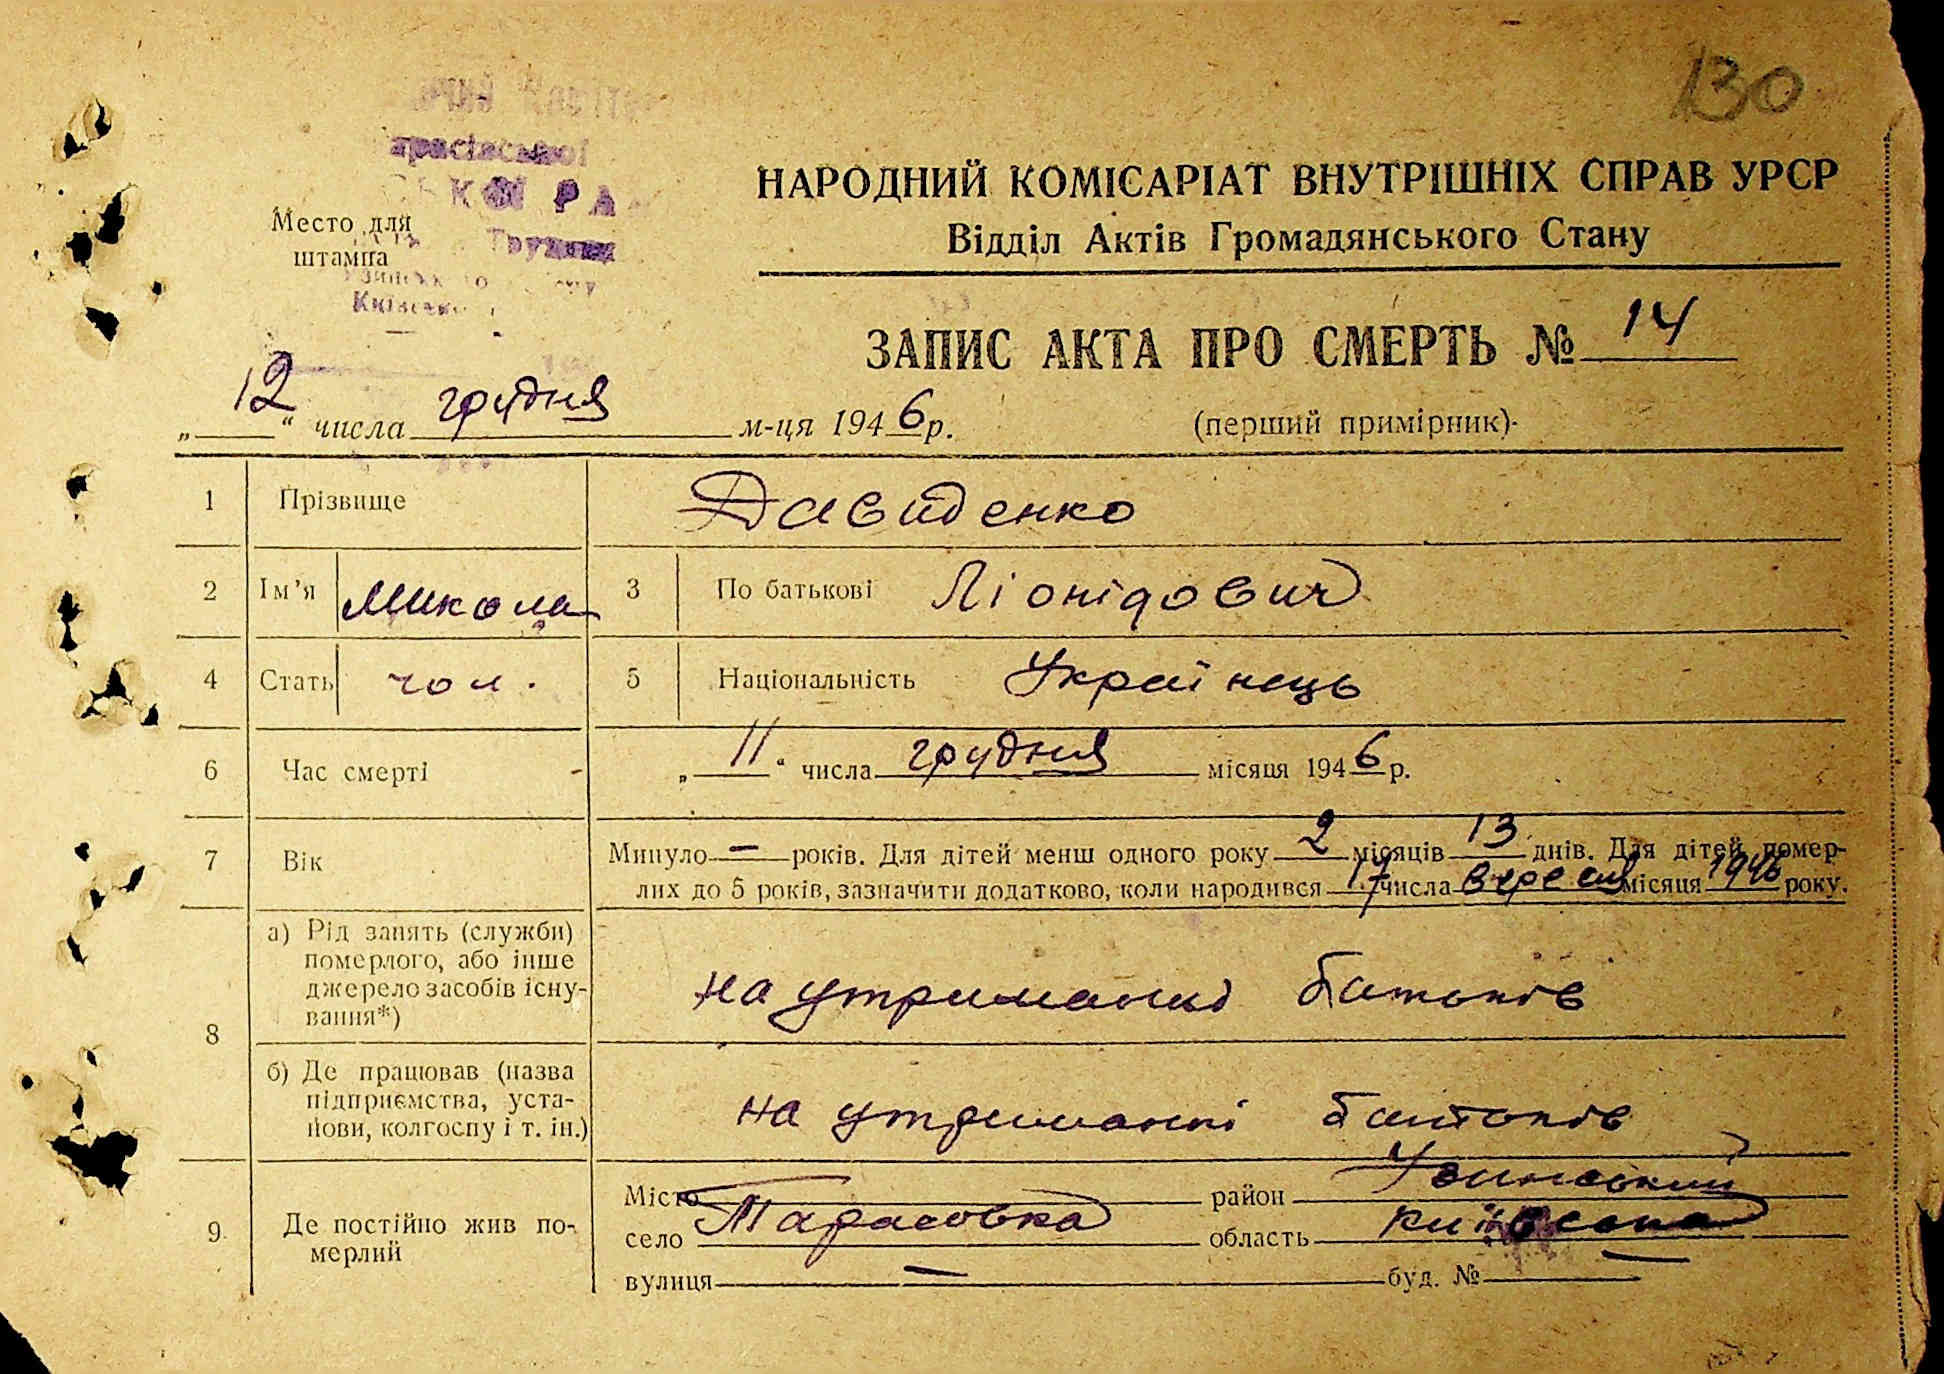 130
Место для
штампа
НАРОДНИЙ КОМІСАРІАТ ВНУТРІШНІХ СПРАВ УРСР
Відділ Актів Громадянського Стану
ЗАПИС АКТА ПРО СМЕРТЬ № 14
„12“ числа грудня м-ця 1946 р. (перший примірник)
1 Прізвище Давиденко
2 Ім’я Микола 3 По батькові Ліонідович
4 Стать чол. 5 Національність Українець
6 Час смерті „11“ числа грудня місяця 1946 р.
7 Вік Минуло — років. Для дітей менш одного року 2 місяців 13 днів. Для дітей, помер-
лих до 5 років, зазначити додатково, коли народився 17 числа вересня місяця 1946 року.
8 а) Рід занять (служби)
померлого, або інше
джерело засобів існу-
вання*)
на утриманні батьків
б) Де працював (назва
підприємства, уста-
нови, колгоспу і т. ін.)
на утриманні батьків
9. Де постійно жив по-
мерлий
Місто район Узинський
село Тарасовка область Київська
вулиця — буд. № —